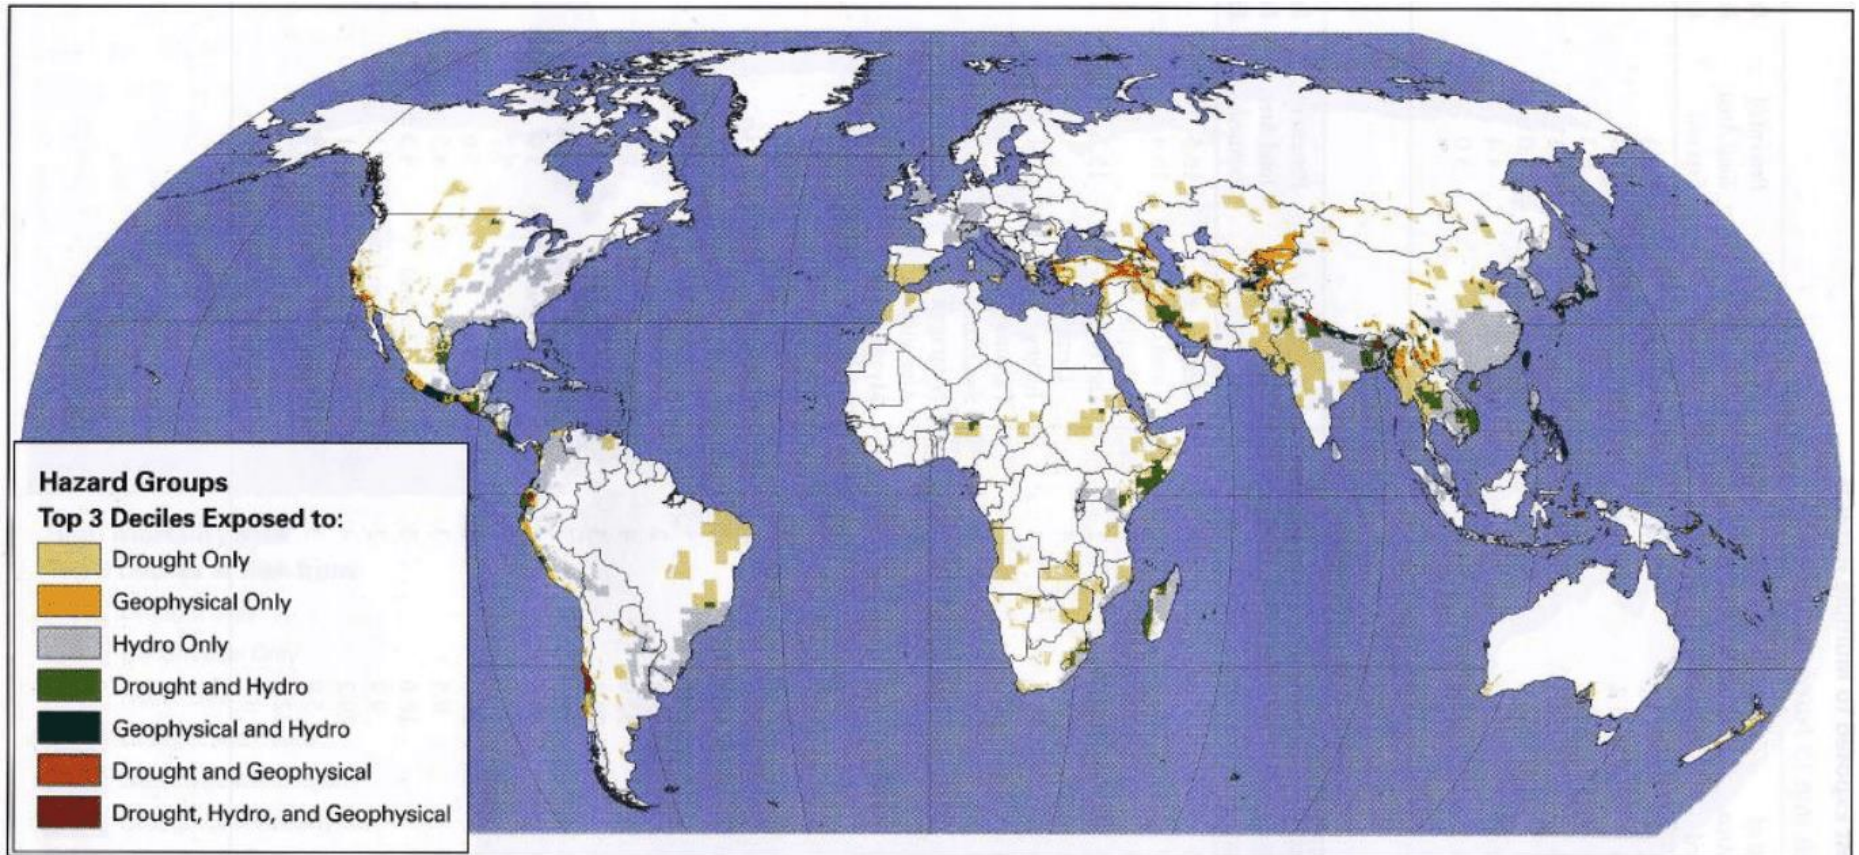 Hazard Groups
Top 3 Deciles Exposed to:
Drought Only
Geophysical Only
Hydro Only
Drought and Hydro
Geophysical and Hydro
Drought and Geophysical
Drought, Hydro, and Geophysical